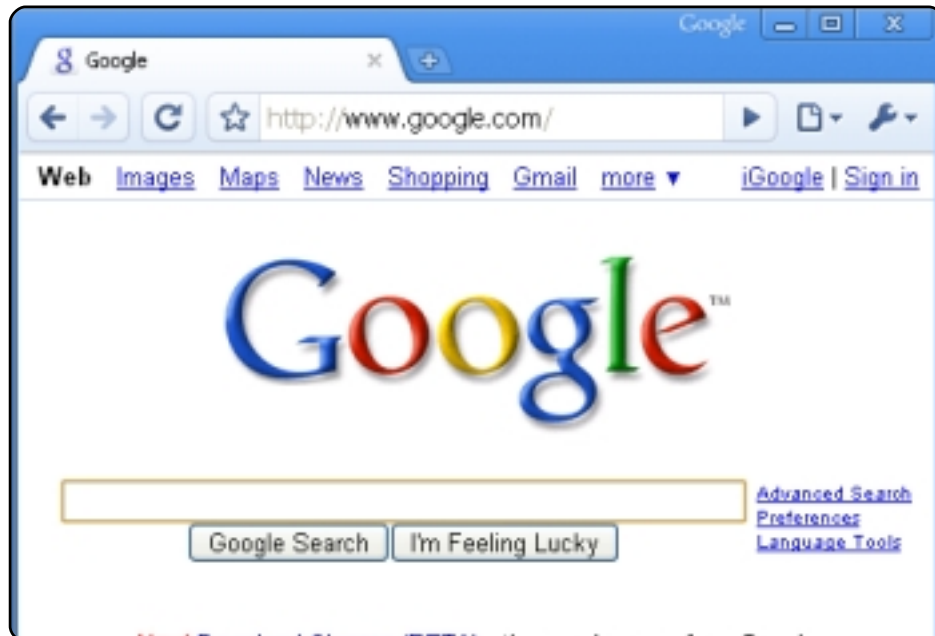 Google
Google
http://www.google.com/
Web Images Maps News Shopping Gmail more ▼ iGoogle | Sign in
Google™
Advanced Search
Preferences
Language Tools
Google Search I'm Feeling Lucky